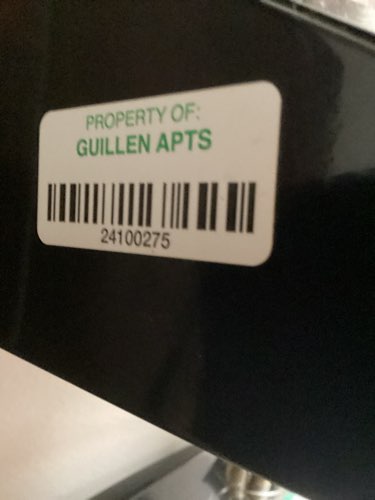 PROPERTY OF:
GUILLEN APTS
24100275